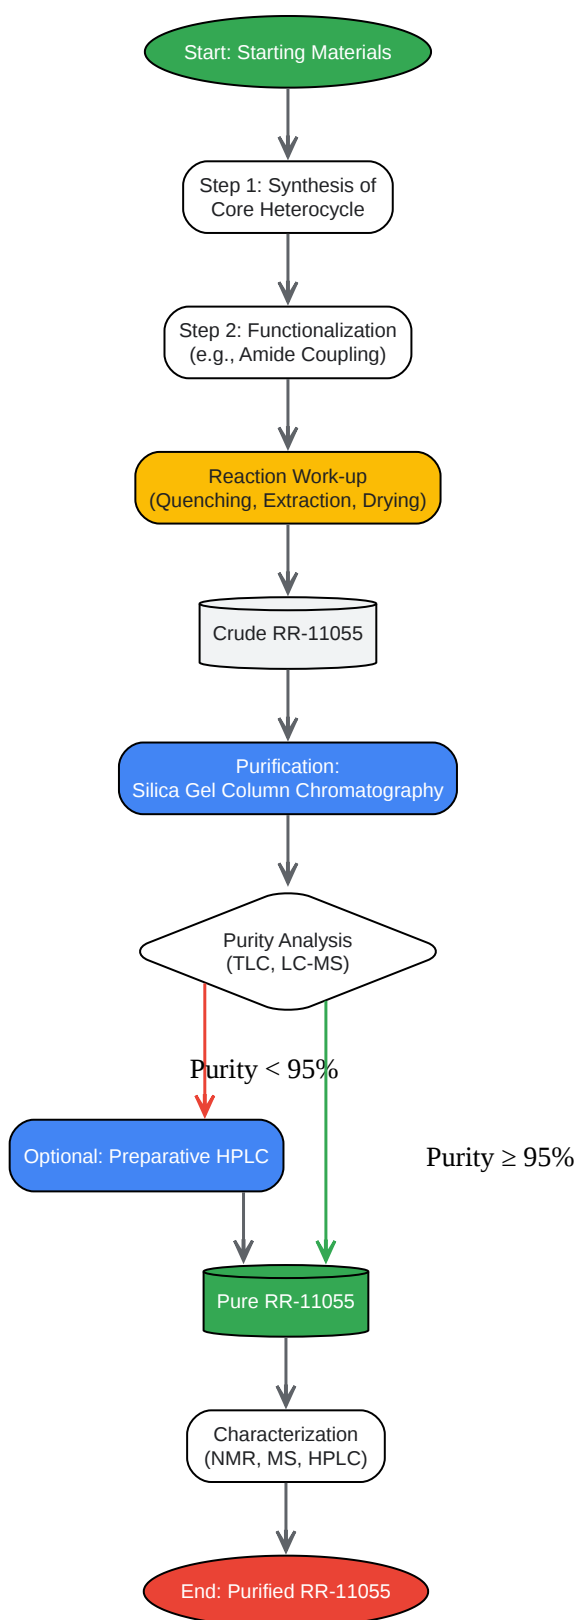 Start: Starting Materials
Step 1: Synthesis of
Core Heterocycle
Step 2: Functionalization
(e.g., Amide Coupling)
Reaction Work-up
(Quenching, Extraction, Drying)
Crude RR-11055
Purification:
Silica Gel Column Chromatography
Purity Analysis
(TLC, LC-MS)
Purity < 95%
Optional: Preparative HPLC
Purity ≥ 95%
Pure RR-11055
Characterization
(NMR, MS, HPLC)
End: Purified RR-11055